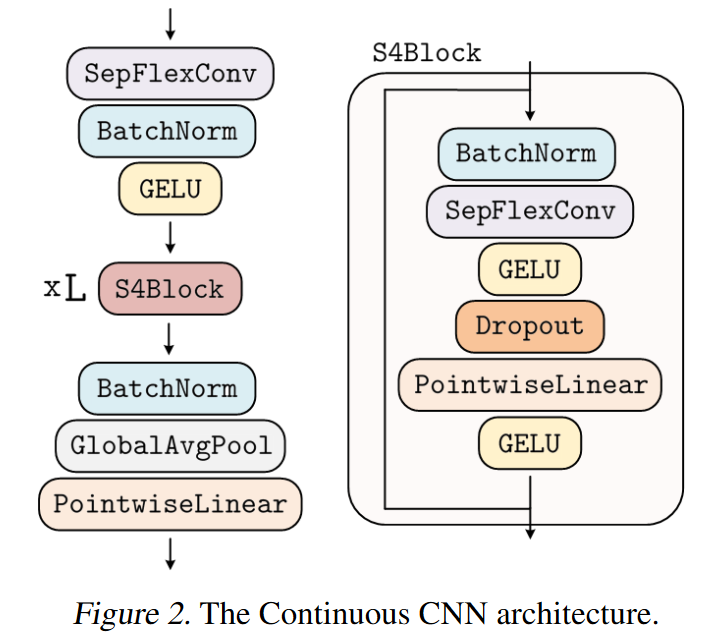 SepFlexConv
BatchNorm
GELU
xL S4Block
BatchNorm
GlobalAvgPool
PointwiseLinear
S4Block
BatchNorm
SepFlexConv
GELU
Dropout
PointwiseLinear
GELU
Figure 2. The Continuous CNN architecture.